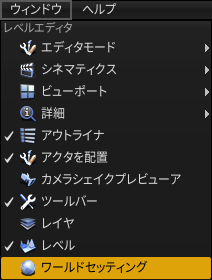 ウィンドウ ヘルプ
レベルエディタ
エディタモード
シネマティクス
ビューポート
詳細
アウトライナ
アクタを配置
カメラシェイクプレビューア
ツールバー
レイヤ
レベル
ワールドセッティング